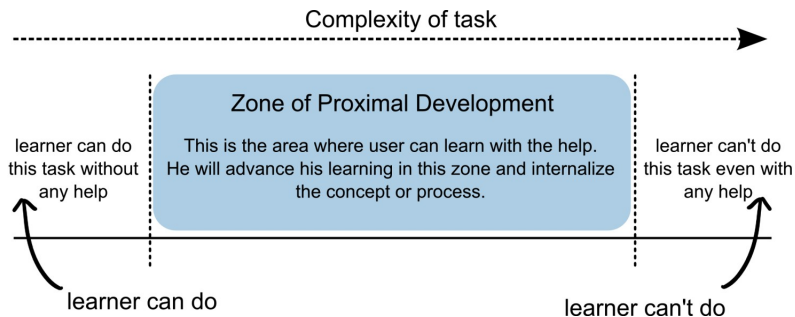 Complexity of task
Zone of Proximal Development
This is the area where user can learn with the help.
He will advance his learning in this zone and internalize
the concept or process.
learner can do
this task without
any help
learner can't do
this task even with
any help
learner can do
learner can't do